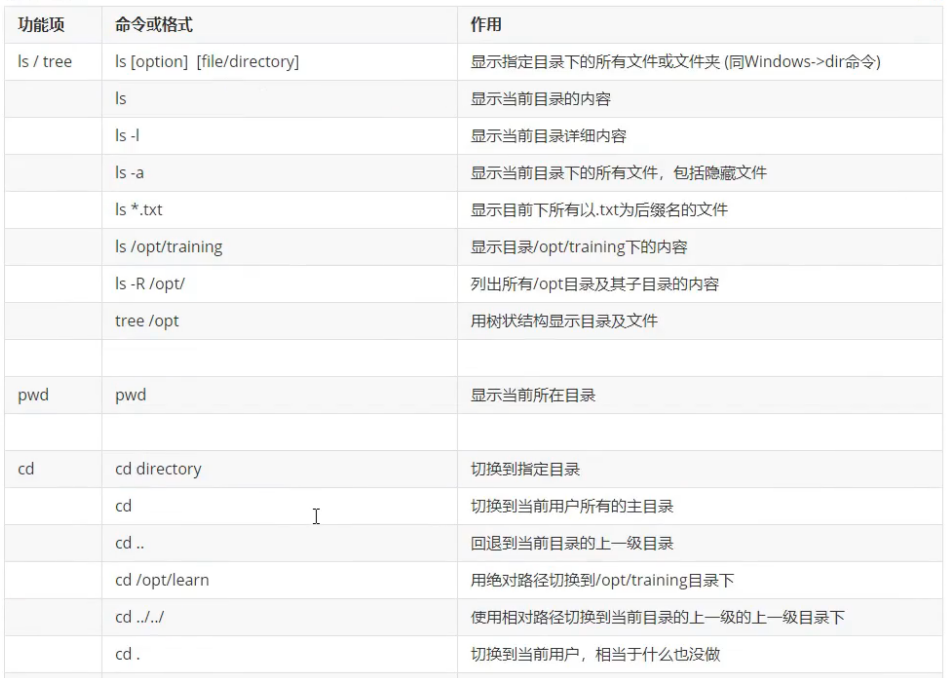 功能项 命令或格式 作用
ls / tree ls [option] [file/directory] 显示指定目录下的所有文件或文件夹 (同Windows->dir命令)
ls 显示当前目录的内容
ls -l 显示当前目录详细内容
ls -a 显示当前目录下的所有文件，包括隐藏文件
ls *.txt 显示目前下所有以.txt为后缀名的文件
ls /opt/training 显示目录/opt/training下的内容
ls -R /opt/ 列出所有/opt目录及其子目录的内容
tree /opt 用树状结构显示目录及文件
pwd pwd 显示当前所在目录
cd cd directory 切换到指定目录
cd 切换到当前用户所有的主目录
cd .. 回退到当前目录的上一级目录
cd /opt/learn 用绝对路径切换到/opt/training目录下
cd ../../ 使用相对路径切换到当前目录的上一级的上一级目录下
cd . 切换到当前用户，相当于什么也没做